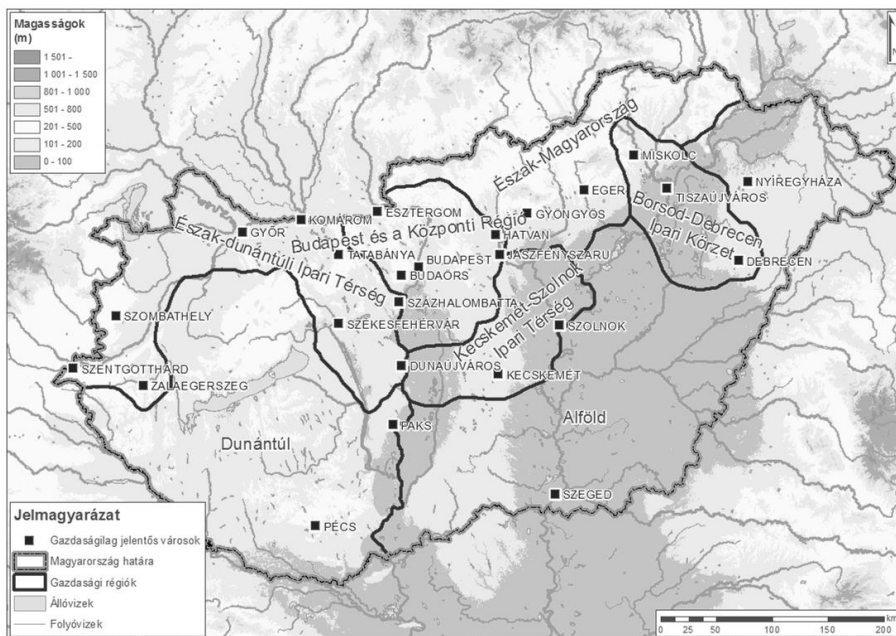 Magasságok
(m)
1 501 -
1 001 - 1 500
801 - 1 000
501 - 800
201 - 500
101 - 200
0 - 100
Észak-Magyarország
MISKOLC
EGER
TISZAÚJVÁROS
NYÍREGYHÁZA
Borsod-Debrecen
Ipari Körzet
DEBRECEN
KOMÁROM
ESZTERGOM
GYÖNGYÖS
GYŐR
Budapest és a Központi Régió
HATVAN
Észak-dunántúli Ipari Térség
TATABÁNYA
BUDAPEST
JÁSZFÉNYSZARU
BUDAÖRS
SZÁZHALOMBATTA
Kecskemét-Szolnok
Ipari Térség
SZOMBATHELY
SZÉKESFEHÉRVÁR
SZOLNOK
SZENTGOTTHÁRD
DUNAÚJVÁROS
KECSKEMÉT
ZALAEGERSZEG
PAKS
Dunántúl
Alföld
SZEGED
PÉCS
Jelmagyarázat
Gazdaságilag jelentős városok
Magyarország határa
Gazdasági régiók
Állóvizek
Folyóvizek
km
0 25 50 100 150 200